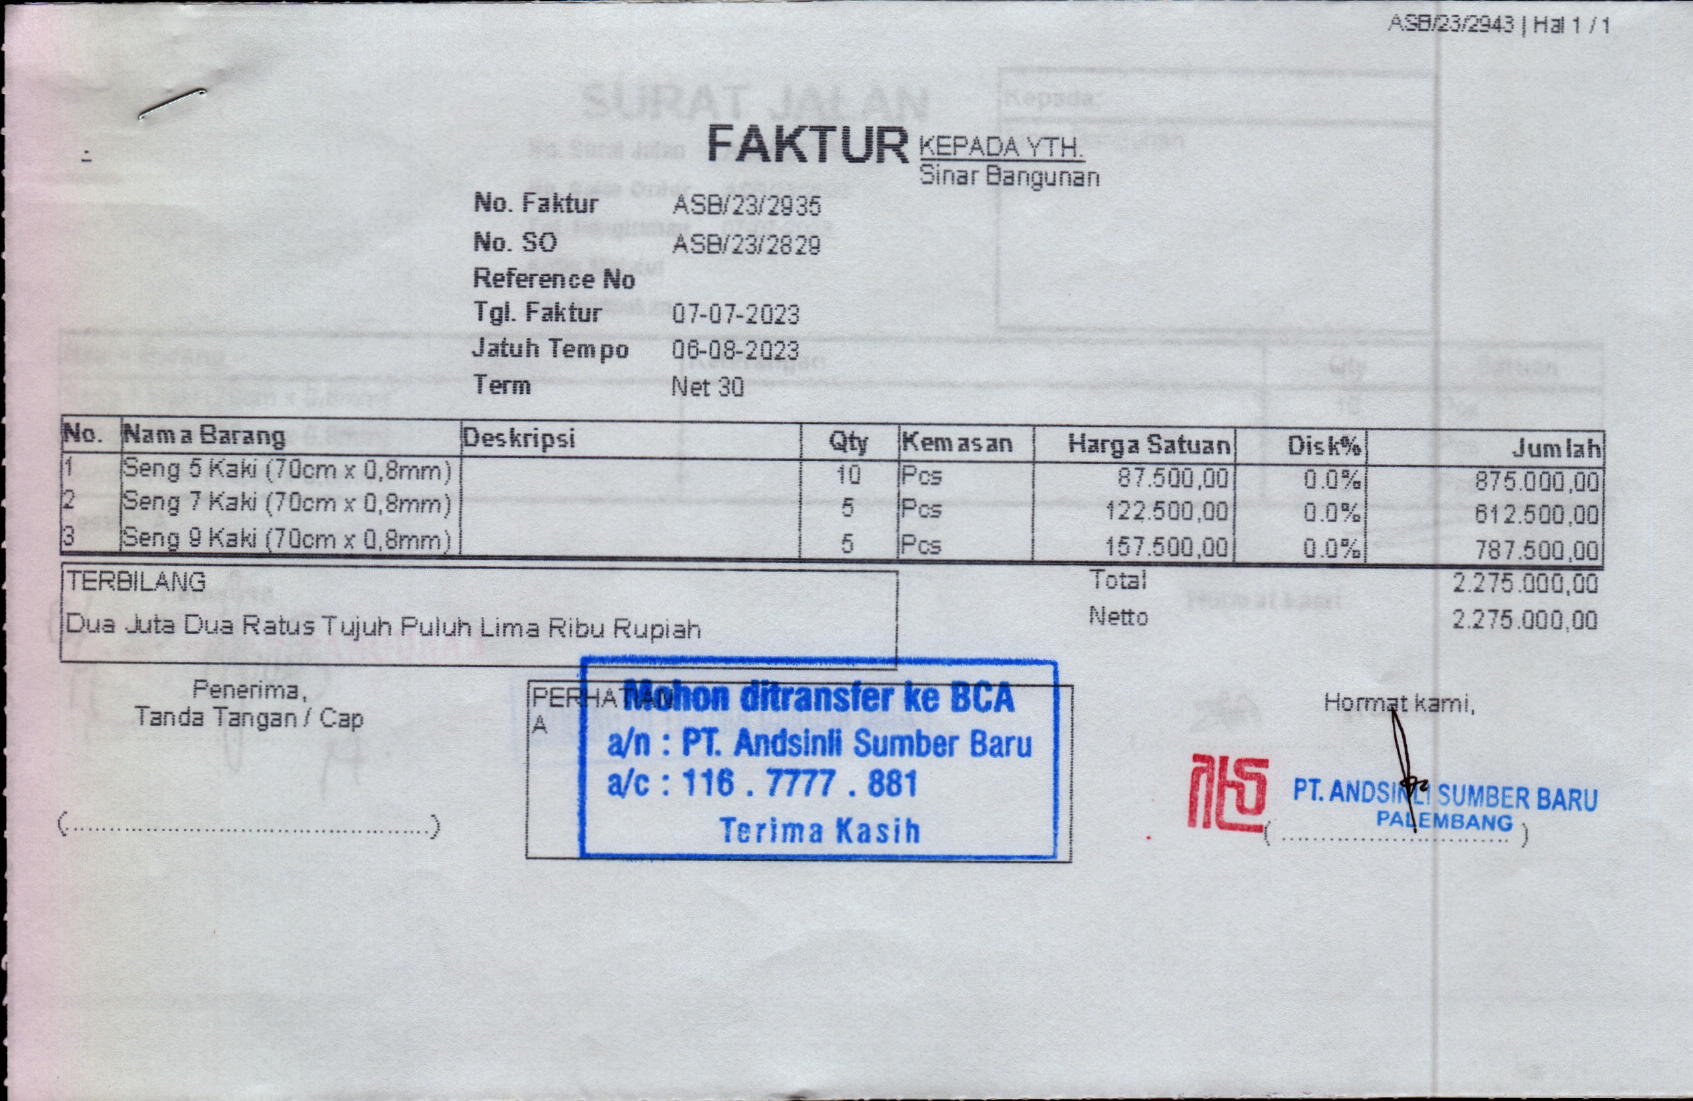 ASB/23/2943 | Hal 1 / 1
FAKTUR
KEPADA YTH.
Sinar Bangunan
No. Faktur ASB/23/2935
No. SO ASB/23/2829
Reference No
Tgl. Faktur 07-07-2023
Jatuh Tempo 06-08-2023
Term Net 30
No. Nama Barang Deskripsi Qty Kemasan Harga Satuan Disk% Jumlah
1 Seng 5 Kaki (70cm x 0,8mm) 10 Pcs 87.500,00 0.0% 875.000,00
2 Seng 7 Kaki (70cm x 0,8mm) 5 Pcs 122.500,00 0.0% 612.500,00
3 Seng 9 Kaki (70cm x 0,8mm) 5 Pcs 157.500,00 0.0% 787.500,00
TERBILANG
Dua Juta Dua Ratus Tujuh Puluh Lima Ribu Rupiah
Total 2.275.000,00
Netto 2.275.000,00
Penerima,
Tanda Tangan / Cap
(................................................)
PERHATIAN
A
Mohon ditransfer ke BCA
a/n : PT. Andsinli Sumber Baru
a/c : 116 . 7777 . 881
Terima Kasih
Hormat kami,
PT. ANDSINLI SUMBER BARU
PALEMBANG
(..............................)